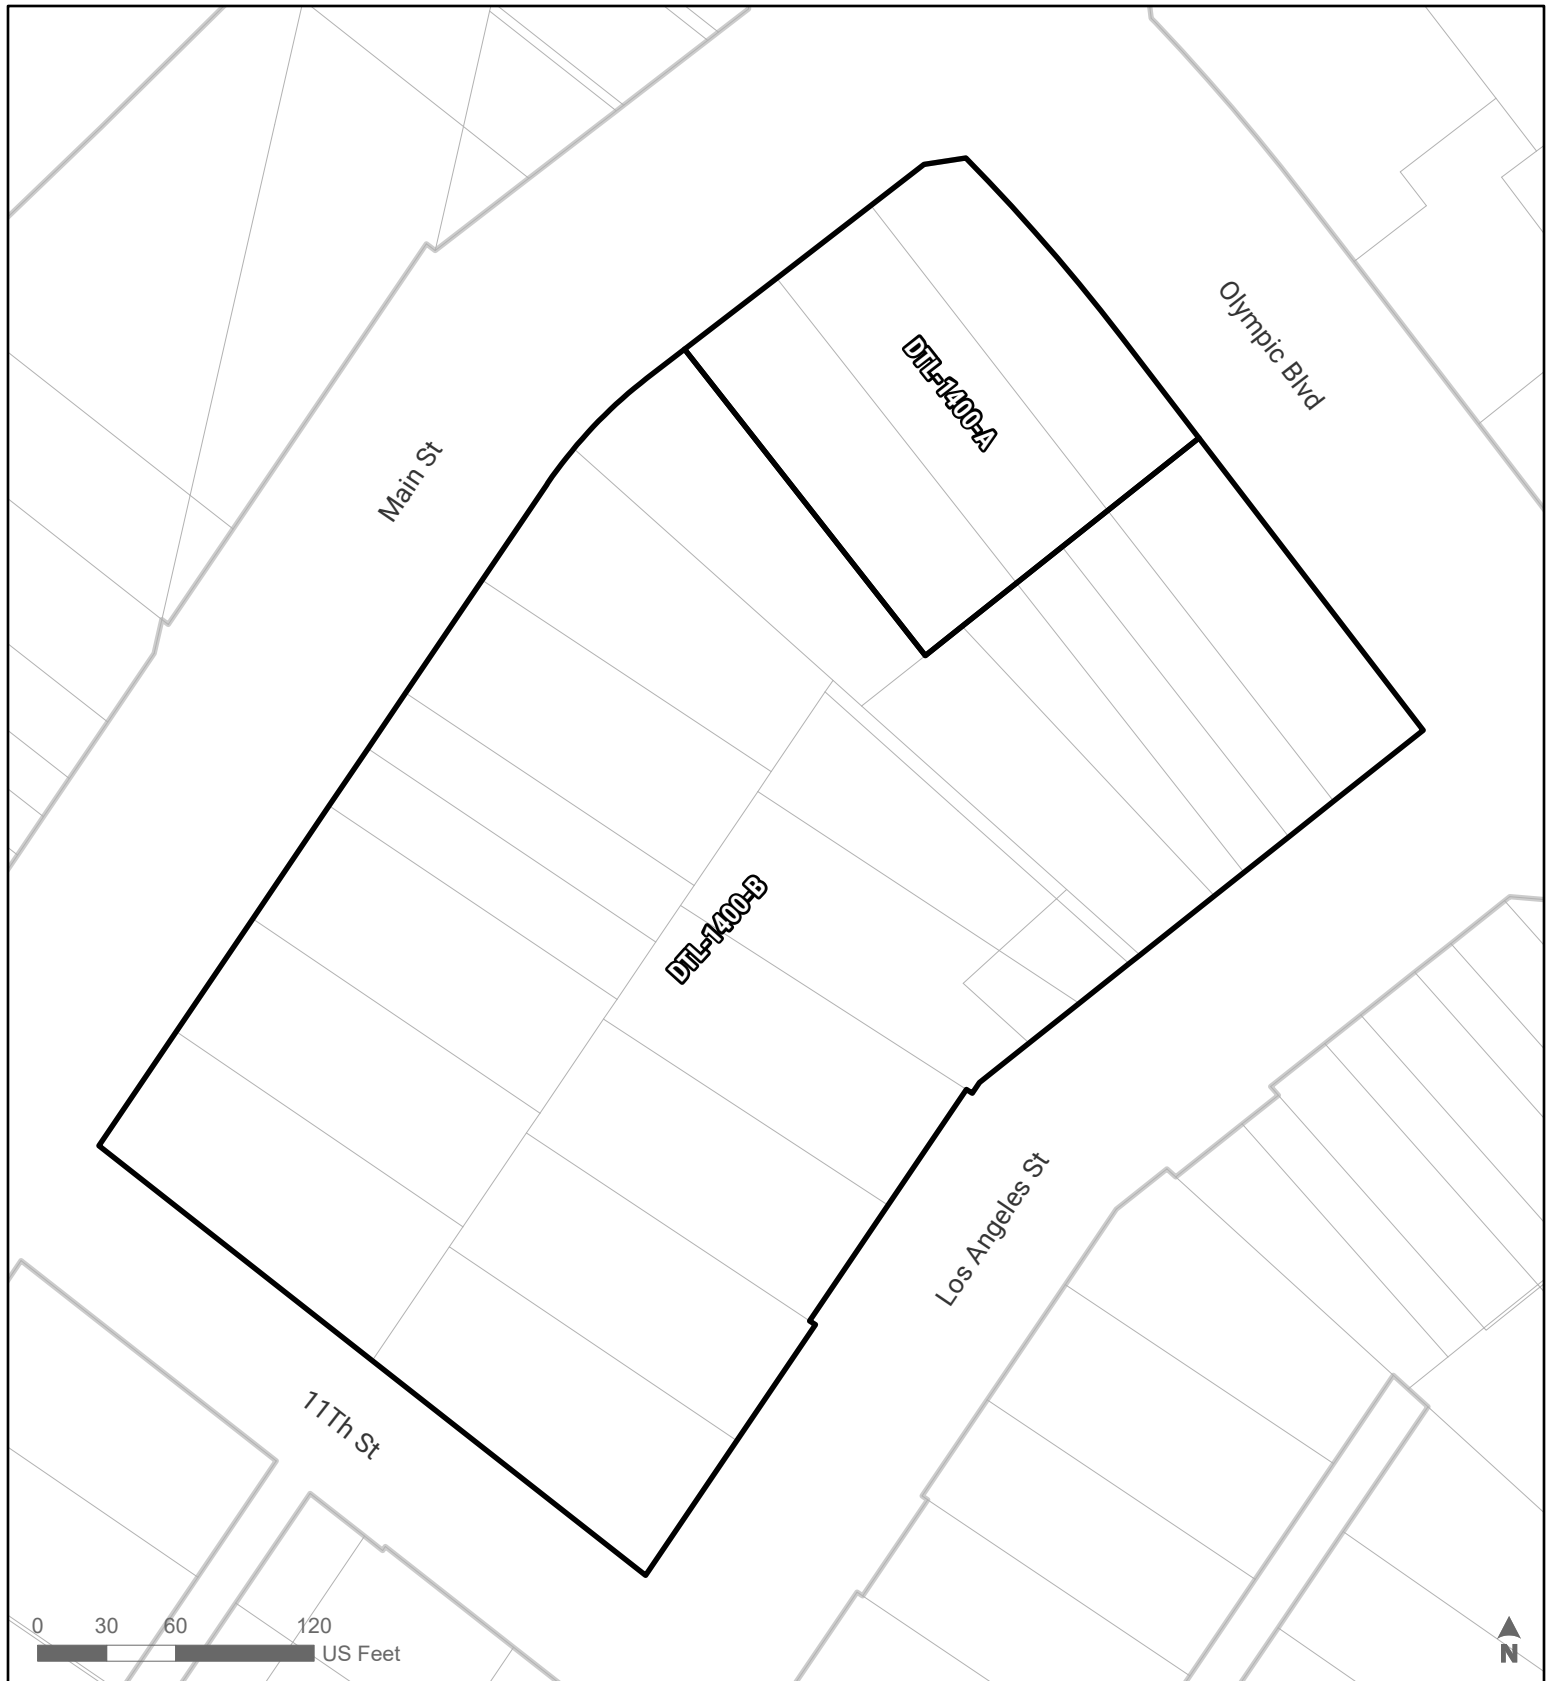 Olympic Blvd
DTL-1400-A
Main St
DTL-1400-B
Los Angeles St
11Th St
0 30 60 120
US Feet
N